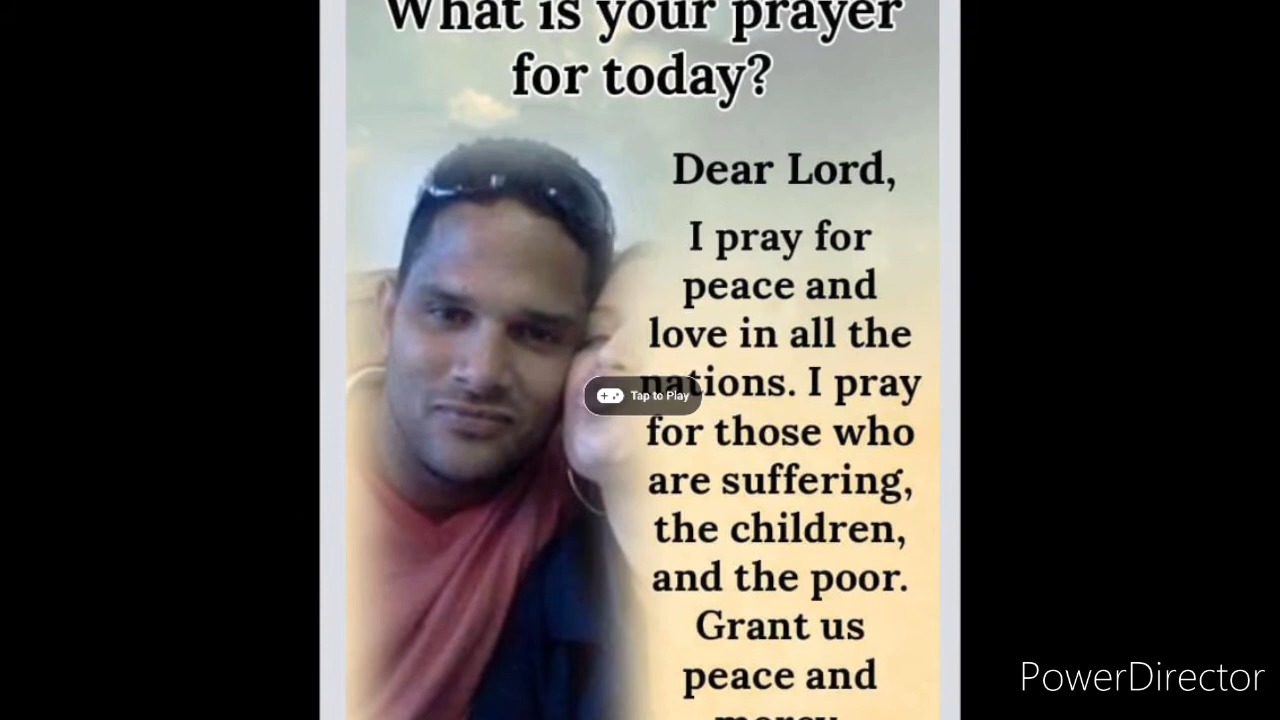 What is your prayer
for today?
Dear Lord,
I pray for
peace and
love in all the
nations. I pray
Tap to Play
for those who
are suffering,
the children,
and the poor.
Grant us
peace and
mercy
PowerDirector